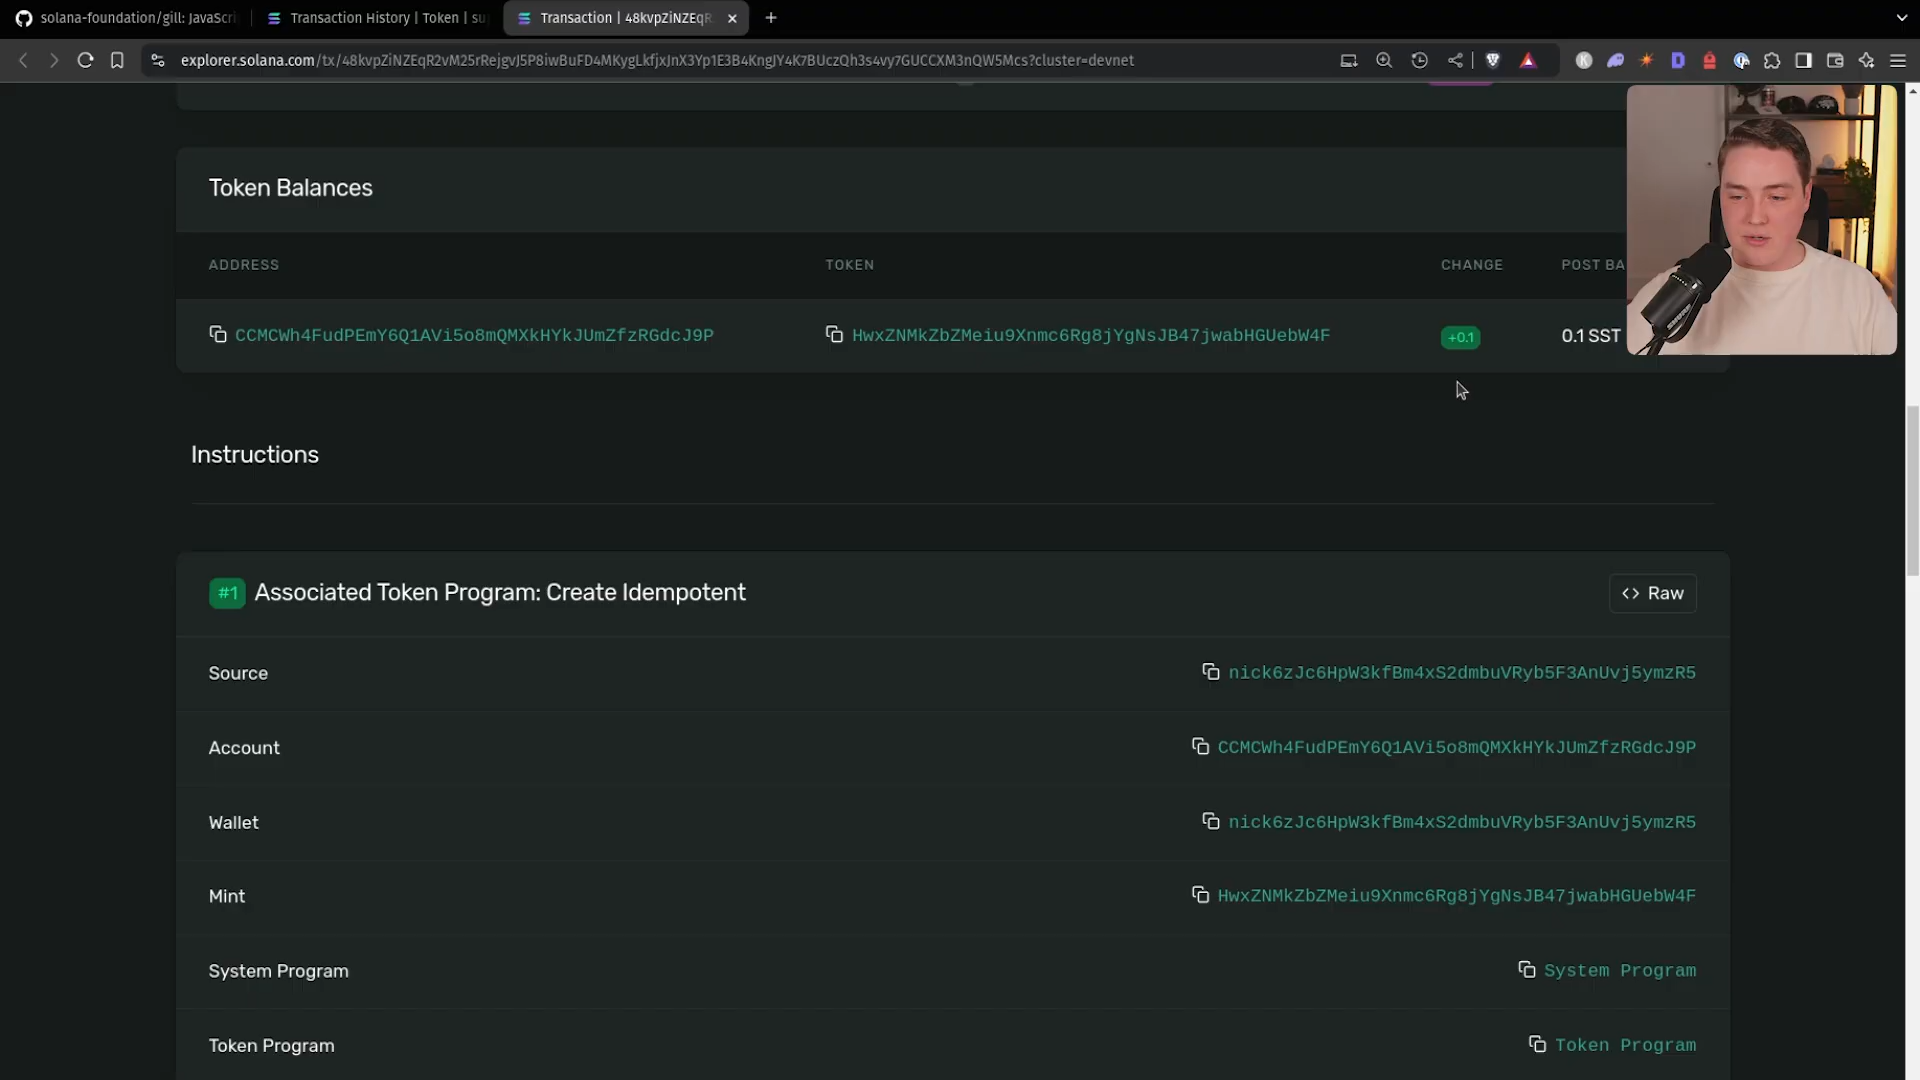 solana-foundation/gill: JavaScri
Transaction History | Token | su
Transaction | 48kvpZiNZEqR
explorer.solana.com/tx/48kvpZiNZEqR2vM25rRejgvJ5P8iwBuFD4MKygLkfjxJnX3Yp1E3B4KngJY4K7BUczQh3s4vy7GUCCXM3nQW5Mcs?cluster=devnet
Token Balances
ADDRESS TOKEN CHANGE POST BA
CCMCWh4FudPEmY6Q1AVi5o8mQMXkHYkJUmZfzRGdcJ9P HwxZNMkZbZMeiu9Xnmc6Rg8jYgNsJB47jwabHGUebW4F +0.1 0.1 SST
Instructions
#1 Associated Token Program: Create Idempotent Raw
Source nick6zJc6HpW3kfBm4xS2dmbuVRyb5F3AnUvj5ymzR5
Account CCMCWh4FudPEmY6Q1AVi5o8mQMXkHYkJUmZfzRGdcJ9P
Wallet nick6zJc6HpW3kfBm4xS2dmbuVRyb5F3AnUvj5ymzR5
Mint HwxZNMkZbZMeiu9Xnmc6Rg8jYgNsJB47jwabHGUebW4F
System Program System Program
Token Program Token Program